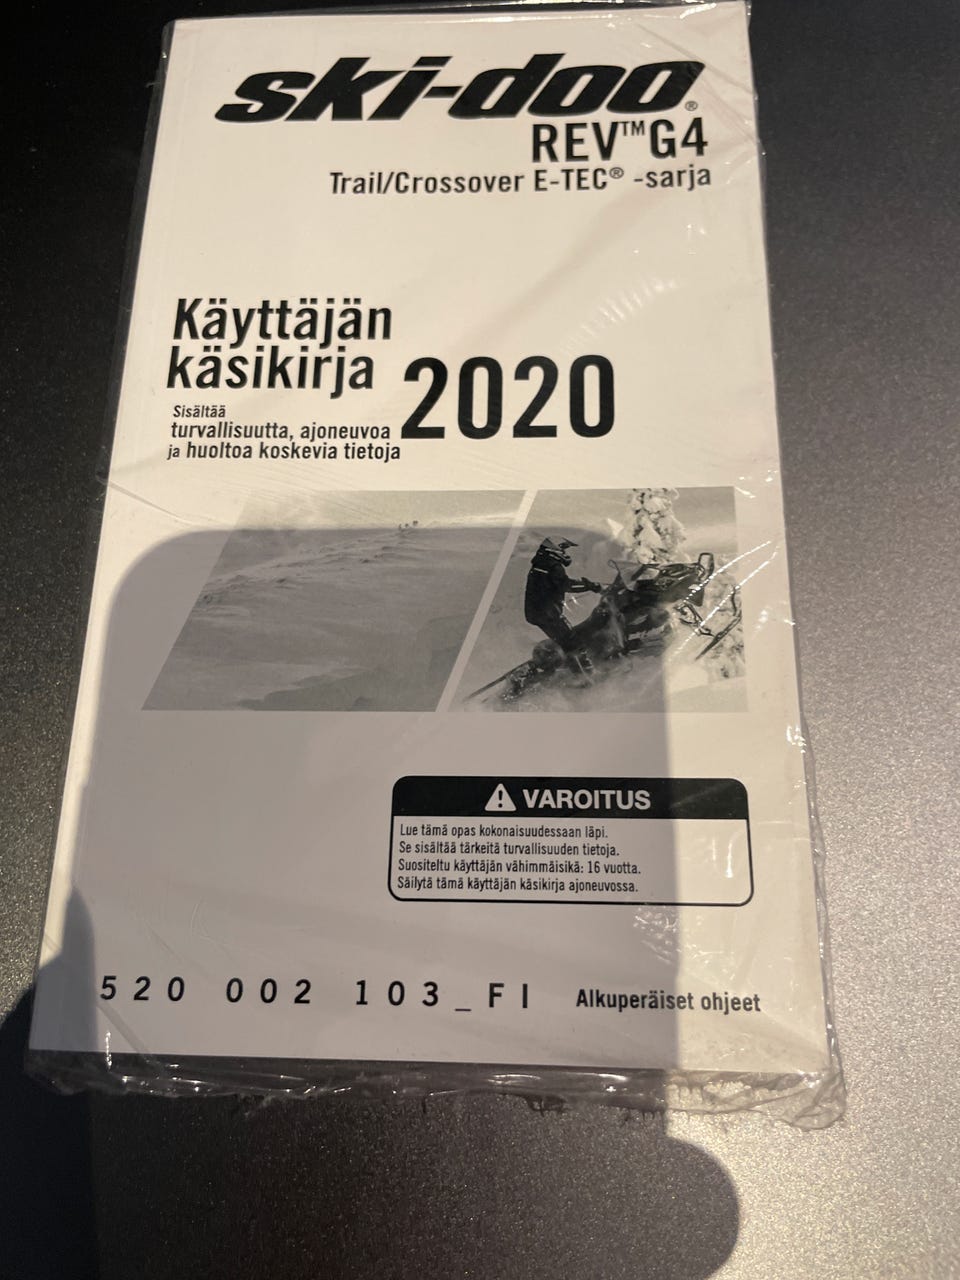 ski-doo®
REV™G4
Trail/Crossover E-TEC® -sarja
Käyttäjän
käsikirja 2020
Sisältää
turvallisuutta, ajoneuvoa
ja huoltoa koskevia tietoja
VAROITUS
Lue tämä opas kokonaisuudessaan läpi.
Se sisältää tärkeitä turvallisuuden tietoja.
Suositeltu käyttäjän vähimmäisikä: 16 vuotta.
Säilytä tämä käyttäjän käsikirja ajoneuvossa.
520 002 103_FI Alkuperäiset ohjeet